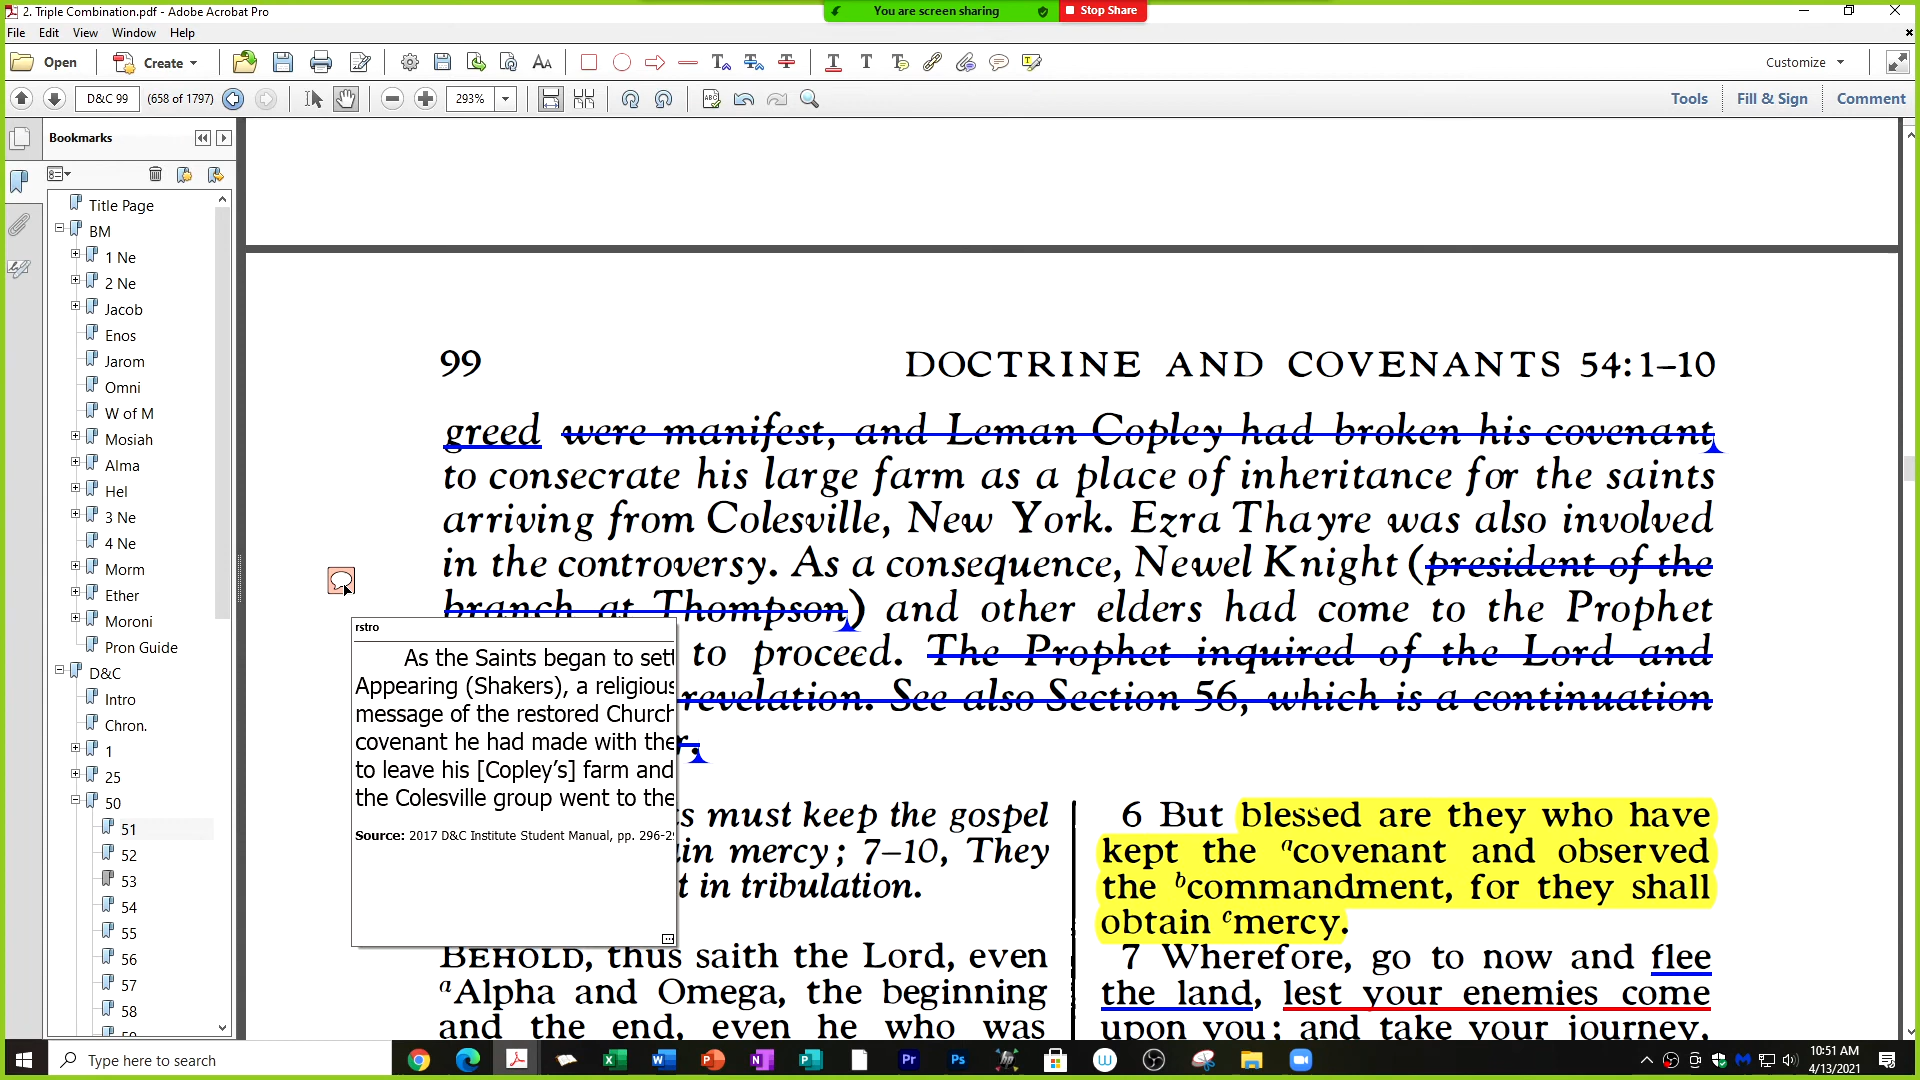 2. Triple Combination.pdf - Adobe Acrobat Pro
You are screen sharing
Stop Share
File Edit View Window Help
Open Create Customize
D&C 99 (658 of 1797) 293% Tools Fill & Sign Comment
Bookmarks
Title Page
BM
1 Ne
2 Ne
Jacob
Enos
Jarom
Omni
W of M
Mosiah
Alma
Hel
3 Ne
4 Ne
Morm
Ether
Moroni
Pron Guide
D&C
Intro
Chron.
1
25
50
51
52
53
54
55
56
57
58
99 DOCTRINE AND COVENANTS 54:1–10
greed were manifest, and Leman Copley had broken his covenant
to consecrate his large farm as a place of inheritance for the saints
arriving from Colesville, New York. Ezra Thayre was also involved
in the controversy. As a consequence, Newel Knight (president of the
branch at Thompson) and other elders had come to the Prophet
to proceed. The Prophet inquired of the Lord and
revelation. See also Section 56, which is a continuation
r.
rstro
As the Saints began to sett
Appearing (Shakers), a religious
message of the restored Church
covenant he had made with the
to leave his [Copley's] farm and
the Colesville group went to the
Source: 2017 D&C Institute Student Manual, pp. 296-2
s must keep the gospel
in mercy; 7–10, They
t in tribulation.
BEHOLD, thus saith the Lord, even
aAlpha and Omega, the beginning
and the end, even he who was
6 But blessed are they who have
kept the acovenant and observed
the bcommandment, for they shall
obtain cmercy.
7 Wherefore, go to now and flee
the land, lest your enemies come
upon you; and take your journey,
Type here to search
10:51 AM
4/13/2021